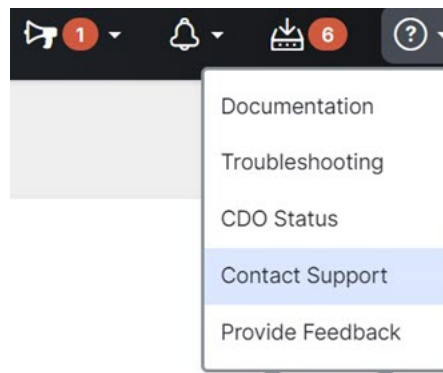 1
6
?
Documentation
Troubleshooting
CDO Status
Contact Support
Provide Feedback